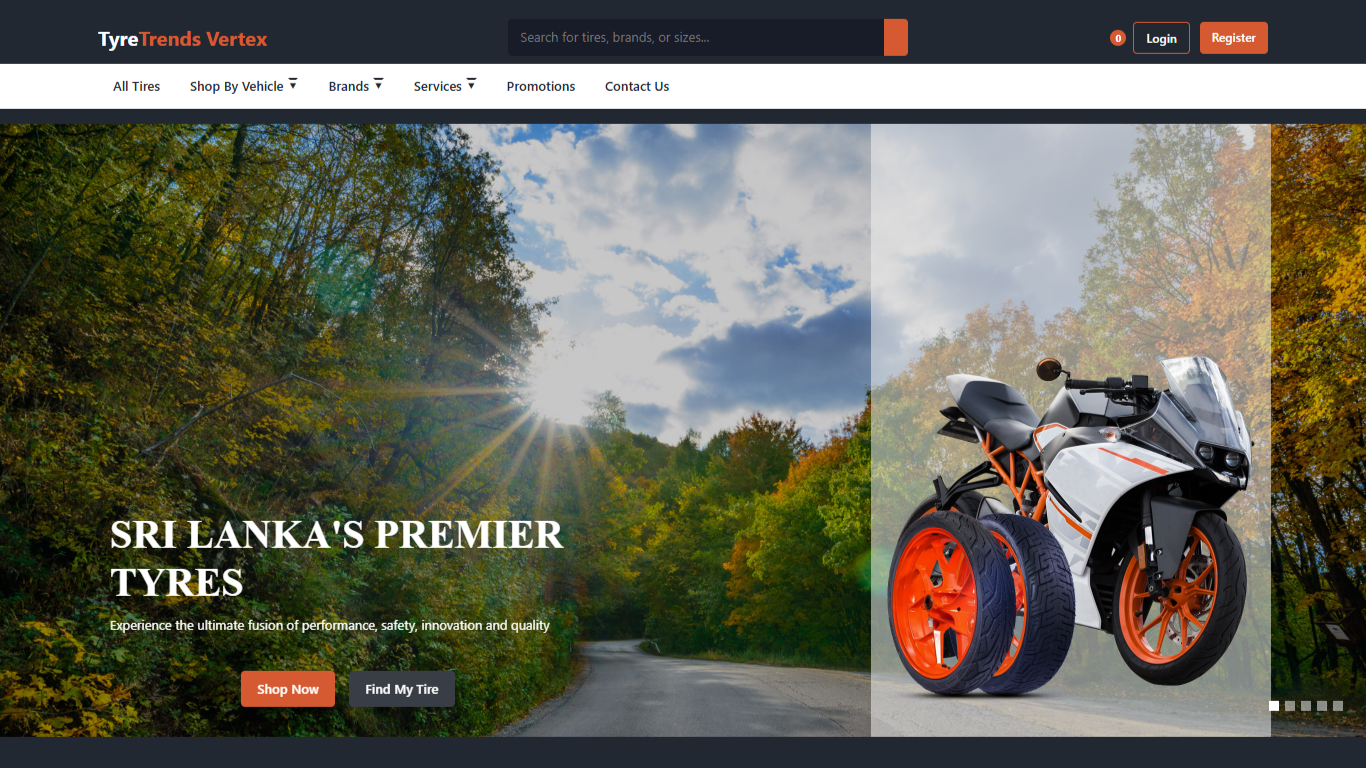 TyreTrends Vertex
Search for tires, brands, or sizes...
0
Login
Register
All Tires
Shop By Vehicle
Brands
Services
Promotions
Contact Us
SRI LANKA'S PREMIER
TYRES
Experience the ultimate fusion of performance, safety, innovation and quality
Shop Now
Find My Tire